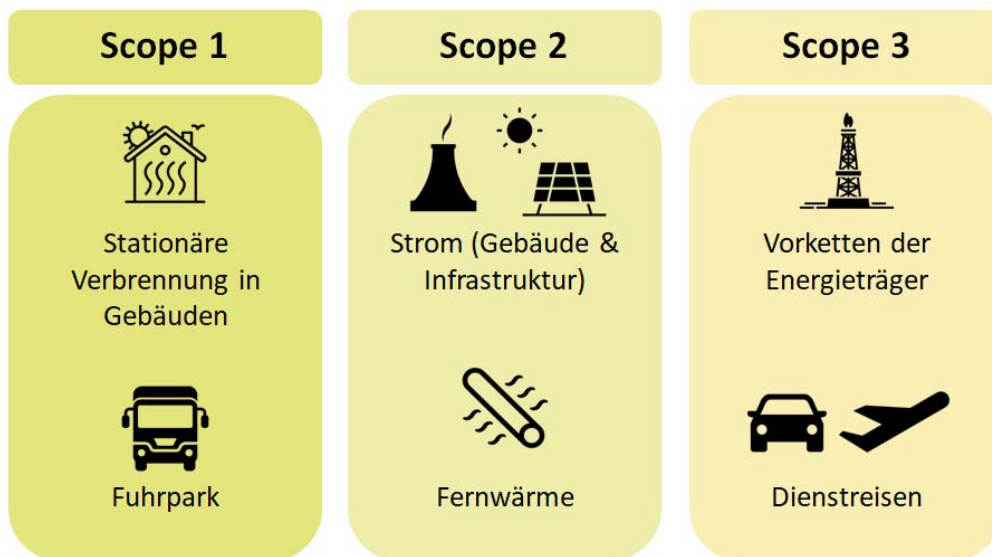 Scope 1
Stationäre
Verbrennung in
Gebäuden
Fuhrpark
Scope 2
Strom (Gebäude &
Infrastruktur)
Fernwärme
Scope 3
Vorketten der
Energieträger
Dienstreisen